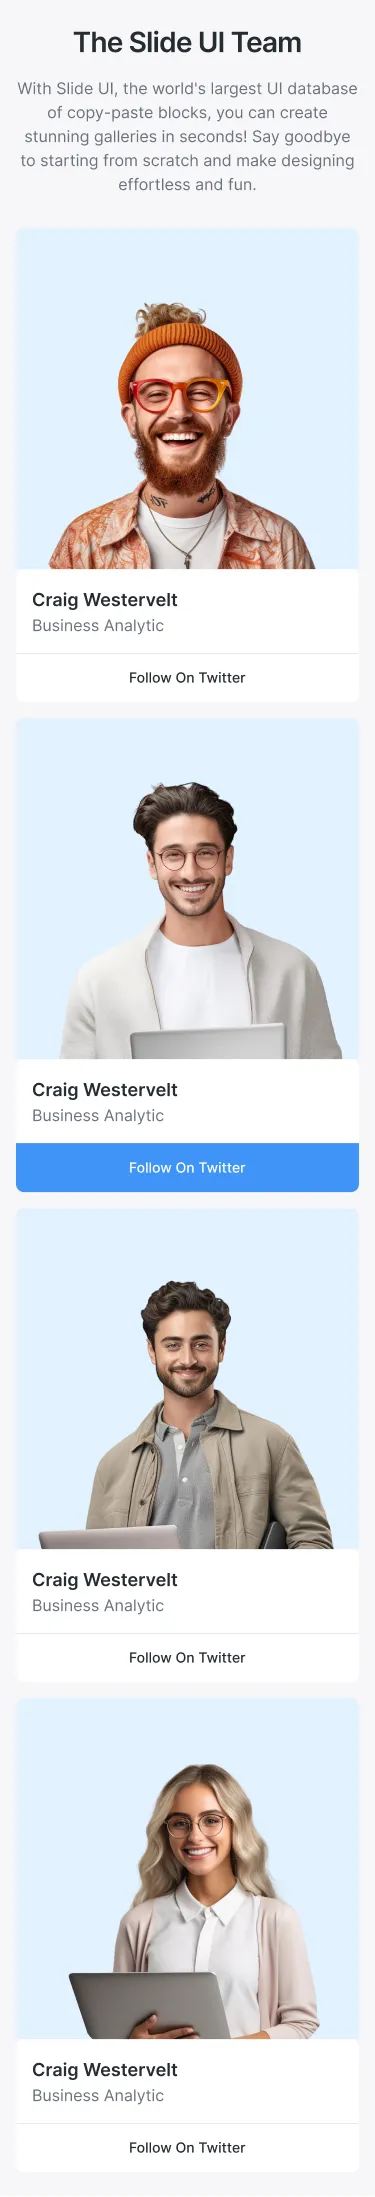 The Slide UI Team
With Slide UI, the world's largest UI database
of copy-paste blocks, you can create
stunning galleries in seconds! Say goodbye
to starting from scratch and make designing
effortless and fun.
Craig Westervelt
Business Analytic
Follow On Twitter
Craig Westervelt
Business Analytic
Follow On Twitter
Craig Westervelt
Business Analytic
Follow On Twitter
Craig Westervelt
Business Analytic
Follow On Twitter